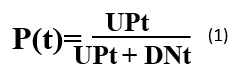 P(t)= UPt / UPt + DNt (1)